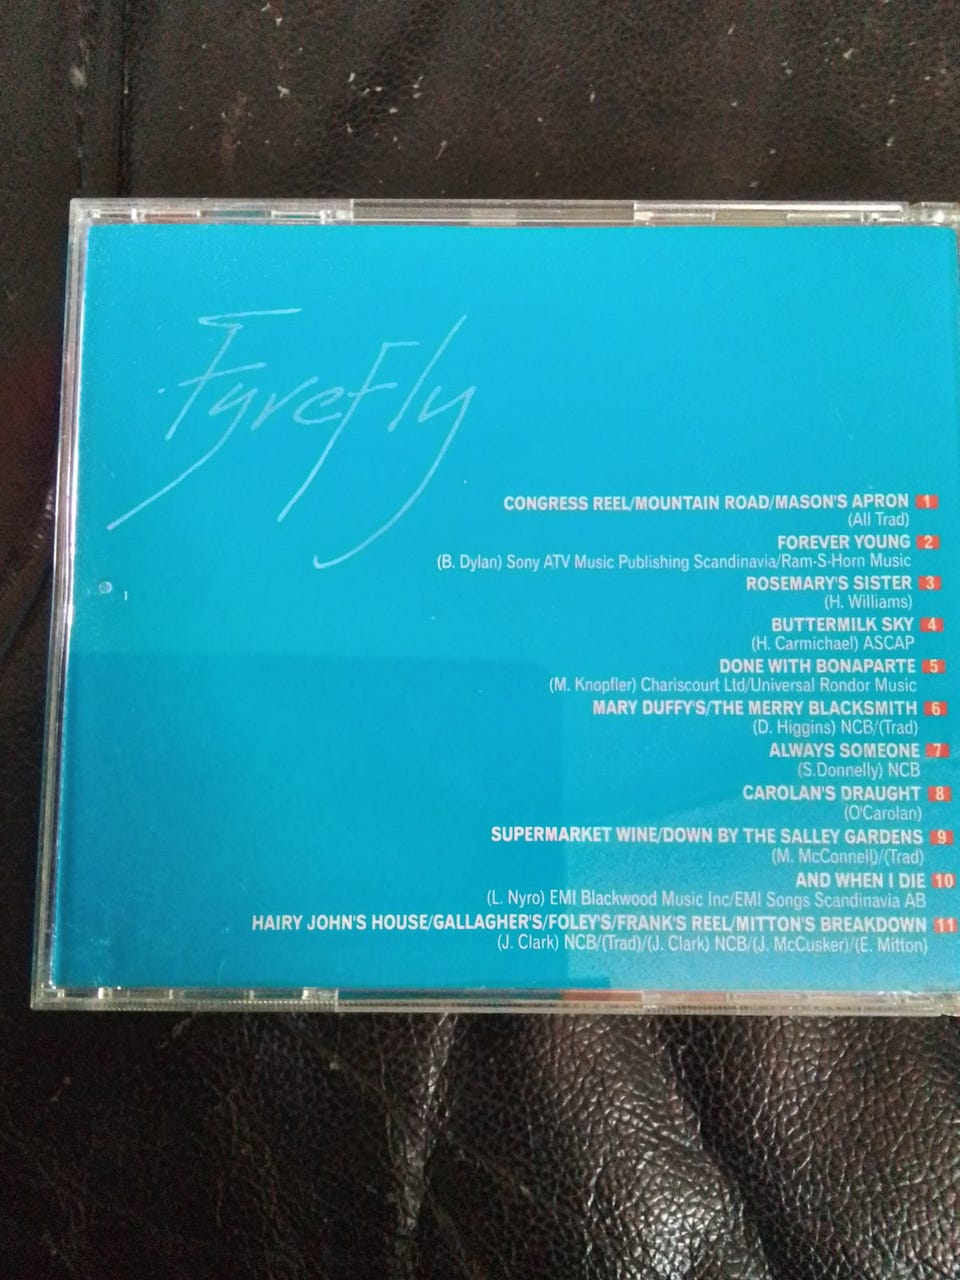 FyreFly
CONGRESS REEL/MOUNTAIN ROAD/MASON'S APRON 1
(All Trad)
FOREVER YOUNG 2
(B. Dylan) Sony ATV Music Publishing Scandinavia/Ram-S-Horn Music
ROSEMARY'S SISTER 3
(H. Williams)
BUTTERMILK SKY 4
(H. Carmichael) ASCAP
DONE WITH BONAPARTE 5
(M. Knopfler) Chariscourt Ltd/Universal Rondor Music
MARY DUFFY'S/THE MERRY BLACKSMITH 6
(D. Higgins) NCB/(Trad)
ALWAYS SOMEONE 7
(S.Donnelly) NCB
CAROLAN'S DRAUGHT 8
(O'Carolan)
SUPERMARKET WINE/DOWN BY THE SALLEY GARDENS 9
(M. McConnell)/(Trad)
AND WHEN I DIE 10
(L. Nyro) EMI Blackwood Music Inc/EMI Songs Scandinavia AB
HAIRY JOHN'S HOUSE/GALLAGHER'S/FOLEY'S/FRANK'S REEL/MITTON'S BREAKDOWN 11
(J. Clark) NCB/(Trad)/(J. Clark) NCB/(J. McCusker)/(E. Mitton)